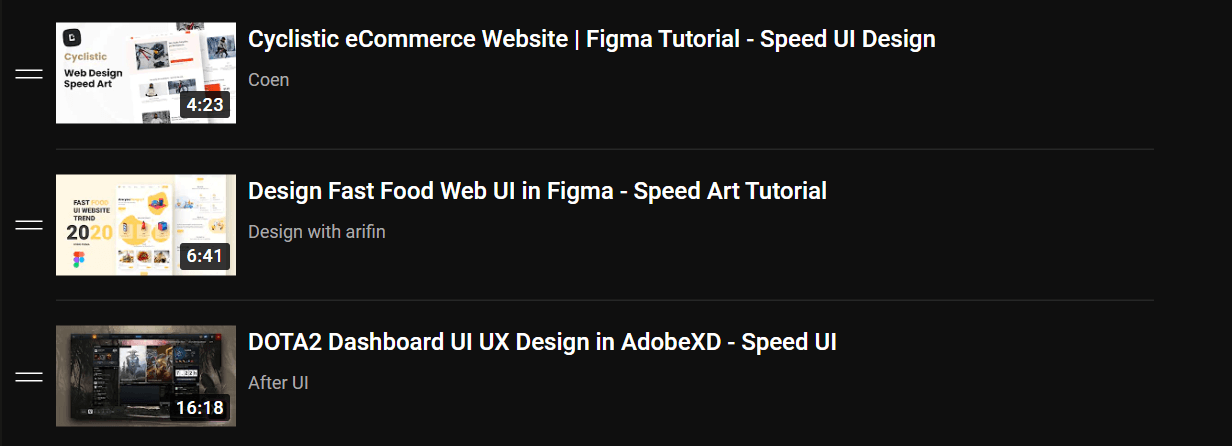 Cyclistic eCommerce Website | Figma Tutorial - Speed UI Design
Coen
Cyclistic
Web Design
Speed Art
4:23
Design Fast Food Web UI in Figma - Speed Art Tutorial
Design with arifin
FAST FOOD
UI WEBSITE
TREND
2020
6:41
DOTA2 Dashboard UI UX Design in AdobeXD - Speed UI
After UI
16:18